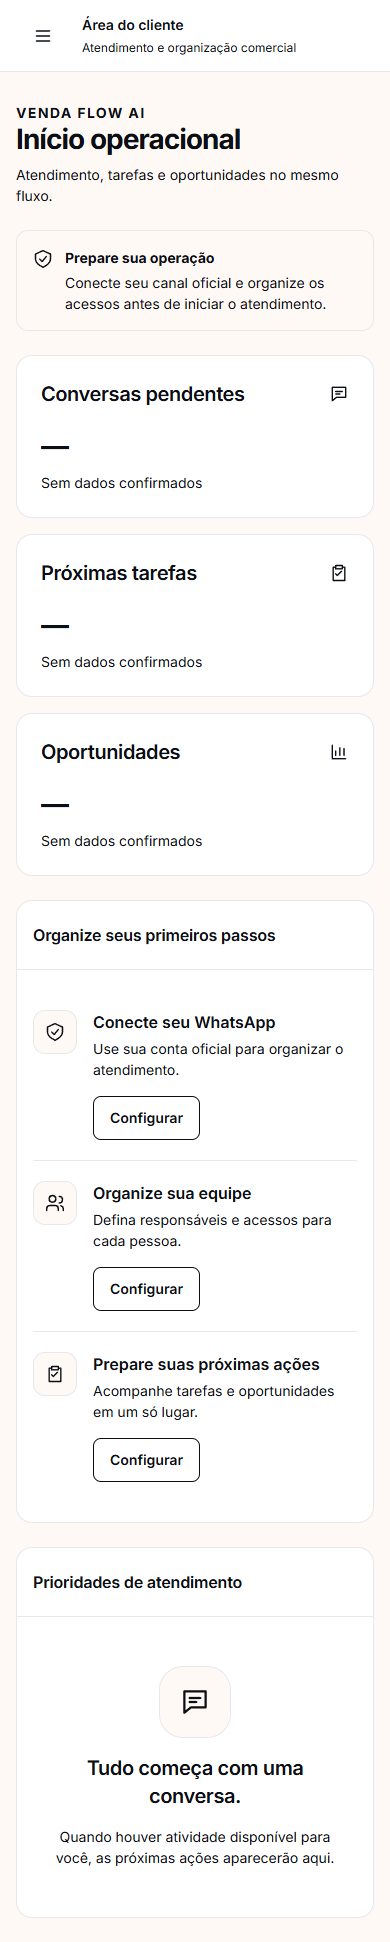 Área do cliente
Atendimento e organização comercial
VENDA FLOW AI
Início operacional
Atendimento, tarefas e oportunidades no mesmo
fluxo.
Prepare sua operação
Conecte seu canal oficial e organize os
acessos antes de iniciar o atendimento.
Conversas pendentes
—
Sem dados confirmados
Próximas tarefas
—
Sem dados confirmados
Oportunidades
—
Sem dados confirmados
Organize seus primeiros passos
Conecte seu WhatsApp
Use sua conta oficial para organizar o
atendimento.
Configurar
Organize sua equipe
Defina responsáveis e acessos para
cada pessoa.
Configurar
Prepare suas próximas ações
Acompanhe tarefas e oportunidades
em um só lugar.
Configurar
Prioridades de atendimento
Tudo começa com uma
conversa.
Quando houver atividade disponível para
você, as próximas ações aparecerão aqui.